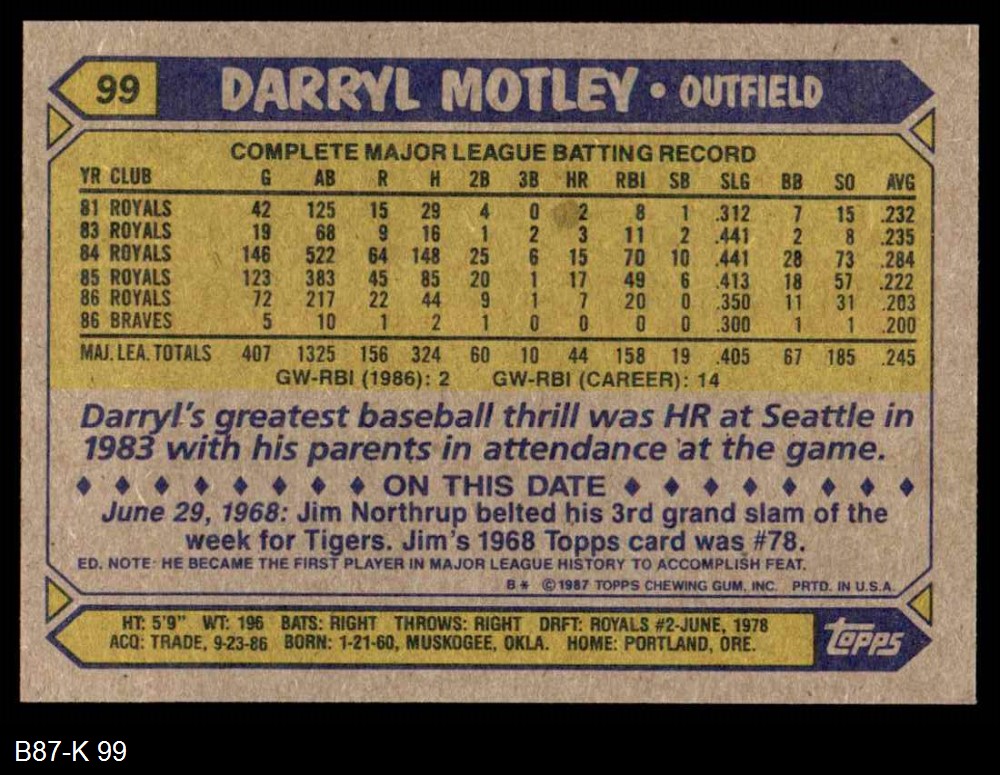 99 DARRYL MOTLEY • OUTFIELD
COMPLETE MAJOR LEAGUE BATTING RECORD
YR CLUB G AB R H 2B 3B HR RBI SB SLG BB SO AVG
81 ROYALS 42 125 15 29 4 0 2 8 1 .312 7 15 .232
83 ROYALS 19 68 9 16 1 2 3 11 2 .441 2 8 .235
84 ROYALS 146 522 64 148 25 6 15 70 10 .441 28 73 .284
85 ROYALS 123 383 45 85 20 1 17 49 6 .413 18 57 .222
86 ROYALS 72 217 22 44 9 1 7 20 0 .350 11 31 .203
86 BRAVES 5 10 1 2 1 0 0 0 0 .300 1 1 .200
MAJ. LEA. TOTALS 407 1325 156 324 60 10 44 158 19 .405 67 185 .245
GW-RBI (1986): 2 GW-RBI (CAREER): 14
Darryl's greatest baseball thrill was HR at Seattle in
1983 with his parents in attendance at the game.
♦ ♦ ♦ ♦ ♦ ♦ ♦ ♦ ON THIS DATE ♦ ♦ ♦ ♦ ♦ ♦ ♦ ♦
June 29, 1968: Jim Northrup belted his 3rd grand slam of the
week for Tigers. Jim's 1968 Topps card was #78.
ED. NOTE: HE BECAME THE FIRST PLAYER IN MAJOR LEAGUE HISTORY TO ACCOMPLISH FEAT.
B* ©1987 TOPPS CHEWING GUM, INC. PRTD. IN U.S.A.
HT: 5'9" WT: 196 BATS: RIGHT THROWS: RIGHT DRFT: ROYALS #2-JUNE, 1978
ACQ: TRADE, 9-23-86 BORN: 1-21-60, MUSKOGEE, OKLA. HOME: PORTLAND, ORE.
topps
B87-K 99